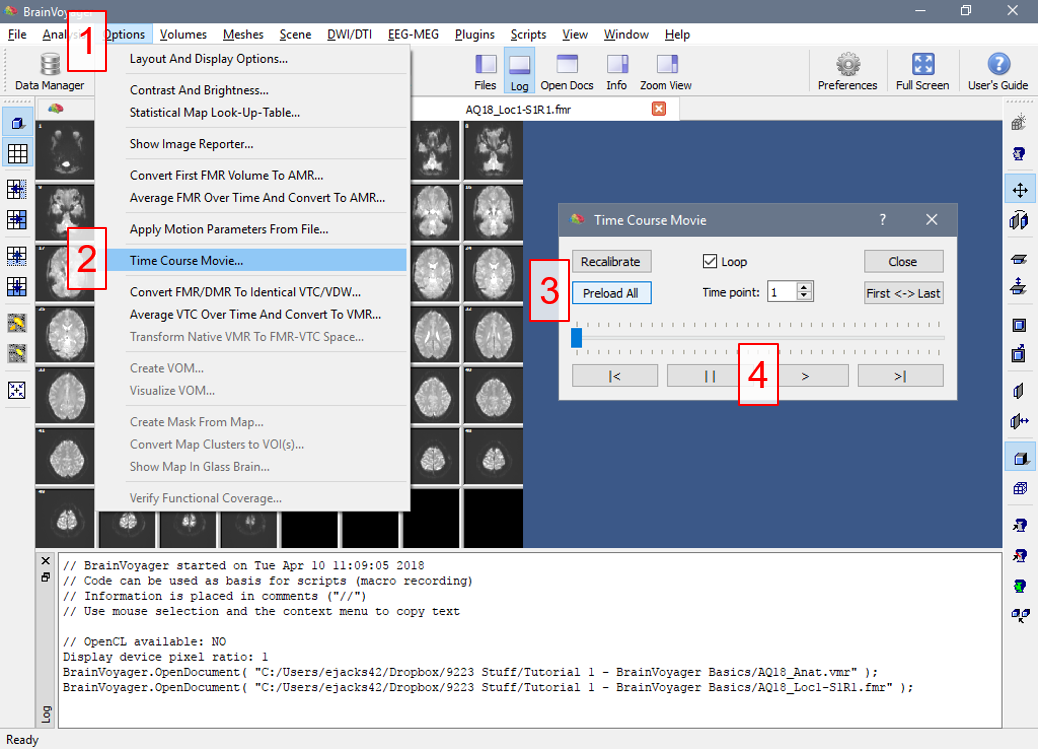 BrainVoyager
File Analysis Options Volumes Meshes Scene DWI/DTI EEG-MEG Plugins Scripts View Window Help
1
Data Manager Files Log Open Docs Info Zoom View Preferences Full Screen User's Guide
AQ18_Loc1-S1R1.fmr
Layout And Display Options...
Contrast And Brightness...
Statistical Map Look-Up-Table...
Show Image Reporter...
Convert First FMR Volume To AMR...
Average FMR Over Time And Convert To AMR...
Apply Motion Parameters From File...
2
Time Course Movie...
Convert FMR/DMR To Identical VTC/VDW...
Average VTC Over Time And Convert To VMR...
Transform Native VMR To FMR-VTC Space...
Create VOM...
Visualize VOM...
Create Mask From Map...
Convert Map Clusters to VOI(s)...
Show Map In Glass Brain...
Verify Functional Coverage...
Time Course Movie ?
Recalibrate Loop Close
3
Preload All Time point: 1 First <-> Last
|< || > >|
4
// BrainVoyager started on Tue Apr 10 11:09:05 2018
// Code can be used as basis for scripts (macro recording)
// Information is placed in comments ("//")
// Use mouse selection and the context menu to copy text
// OpenCL available: NO
Display device pixel ratio: 1
BrainVoyager.OpenDocument( "C:/Users/ejacks42/Dropbox/9223 Stuff/Tutorial 1 - BrainVoyager Basics/AQ18_Anat.vmr" );
BrainVoyager.OpenDocument( "C:/Users/ejacks42/Dropbox/9223 Stuff/Tutorial 1 - BrainVoyager Basics/AQ18_Loc1-S1R1.fmr" );
Log
Ready